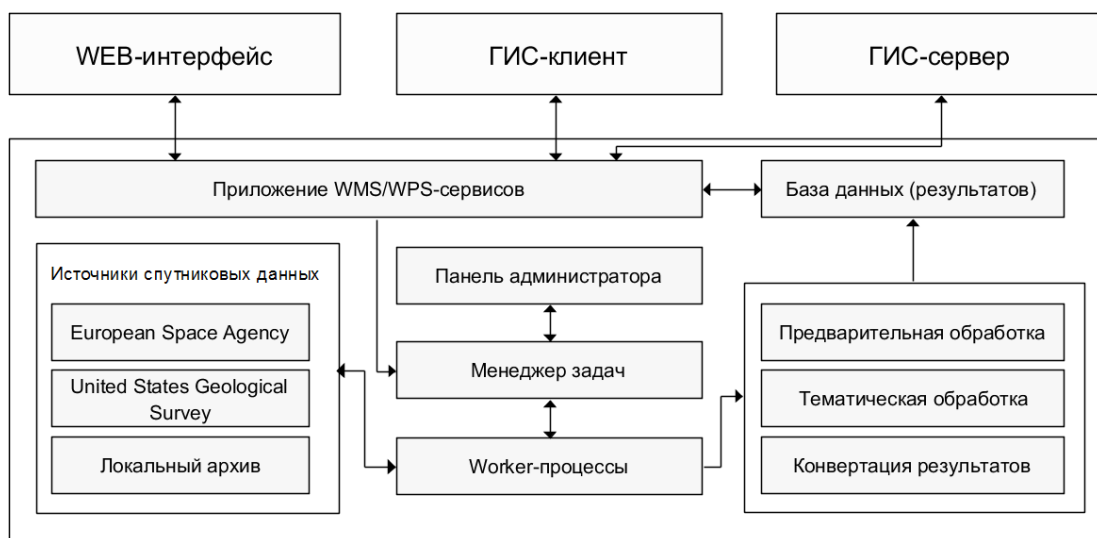 WEB-интерфейс
ГИС-клиент
ГИС-сервер
Приложение WMS/WPS-сервисов
База данных (результатов)
Источники спутниковых данных
European Space Agency
United States Geological
Survey
Локальный архив
Панель администратора
Менеджер задач
Worker-процессы
Предварительная обработка
Тематическая обработка
Конвертация результатов